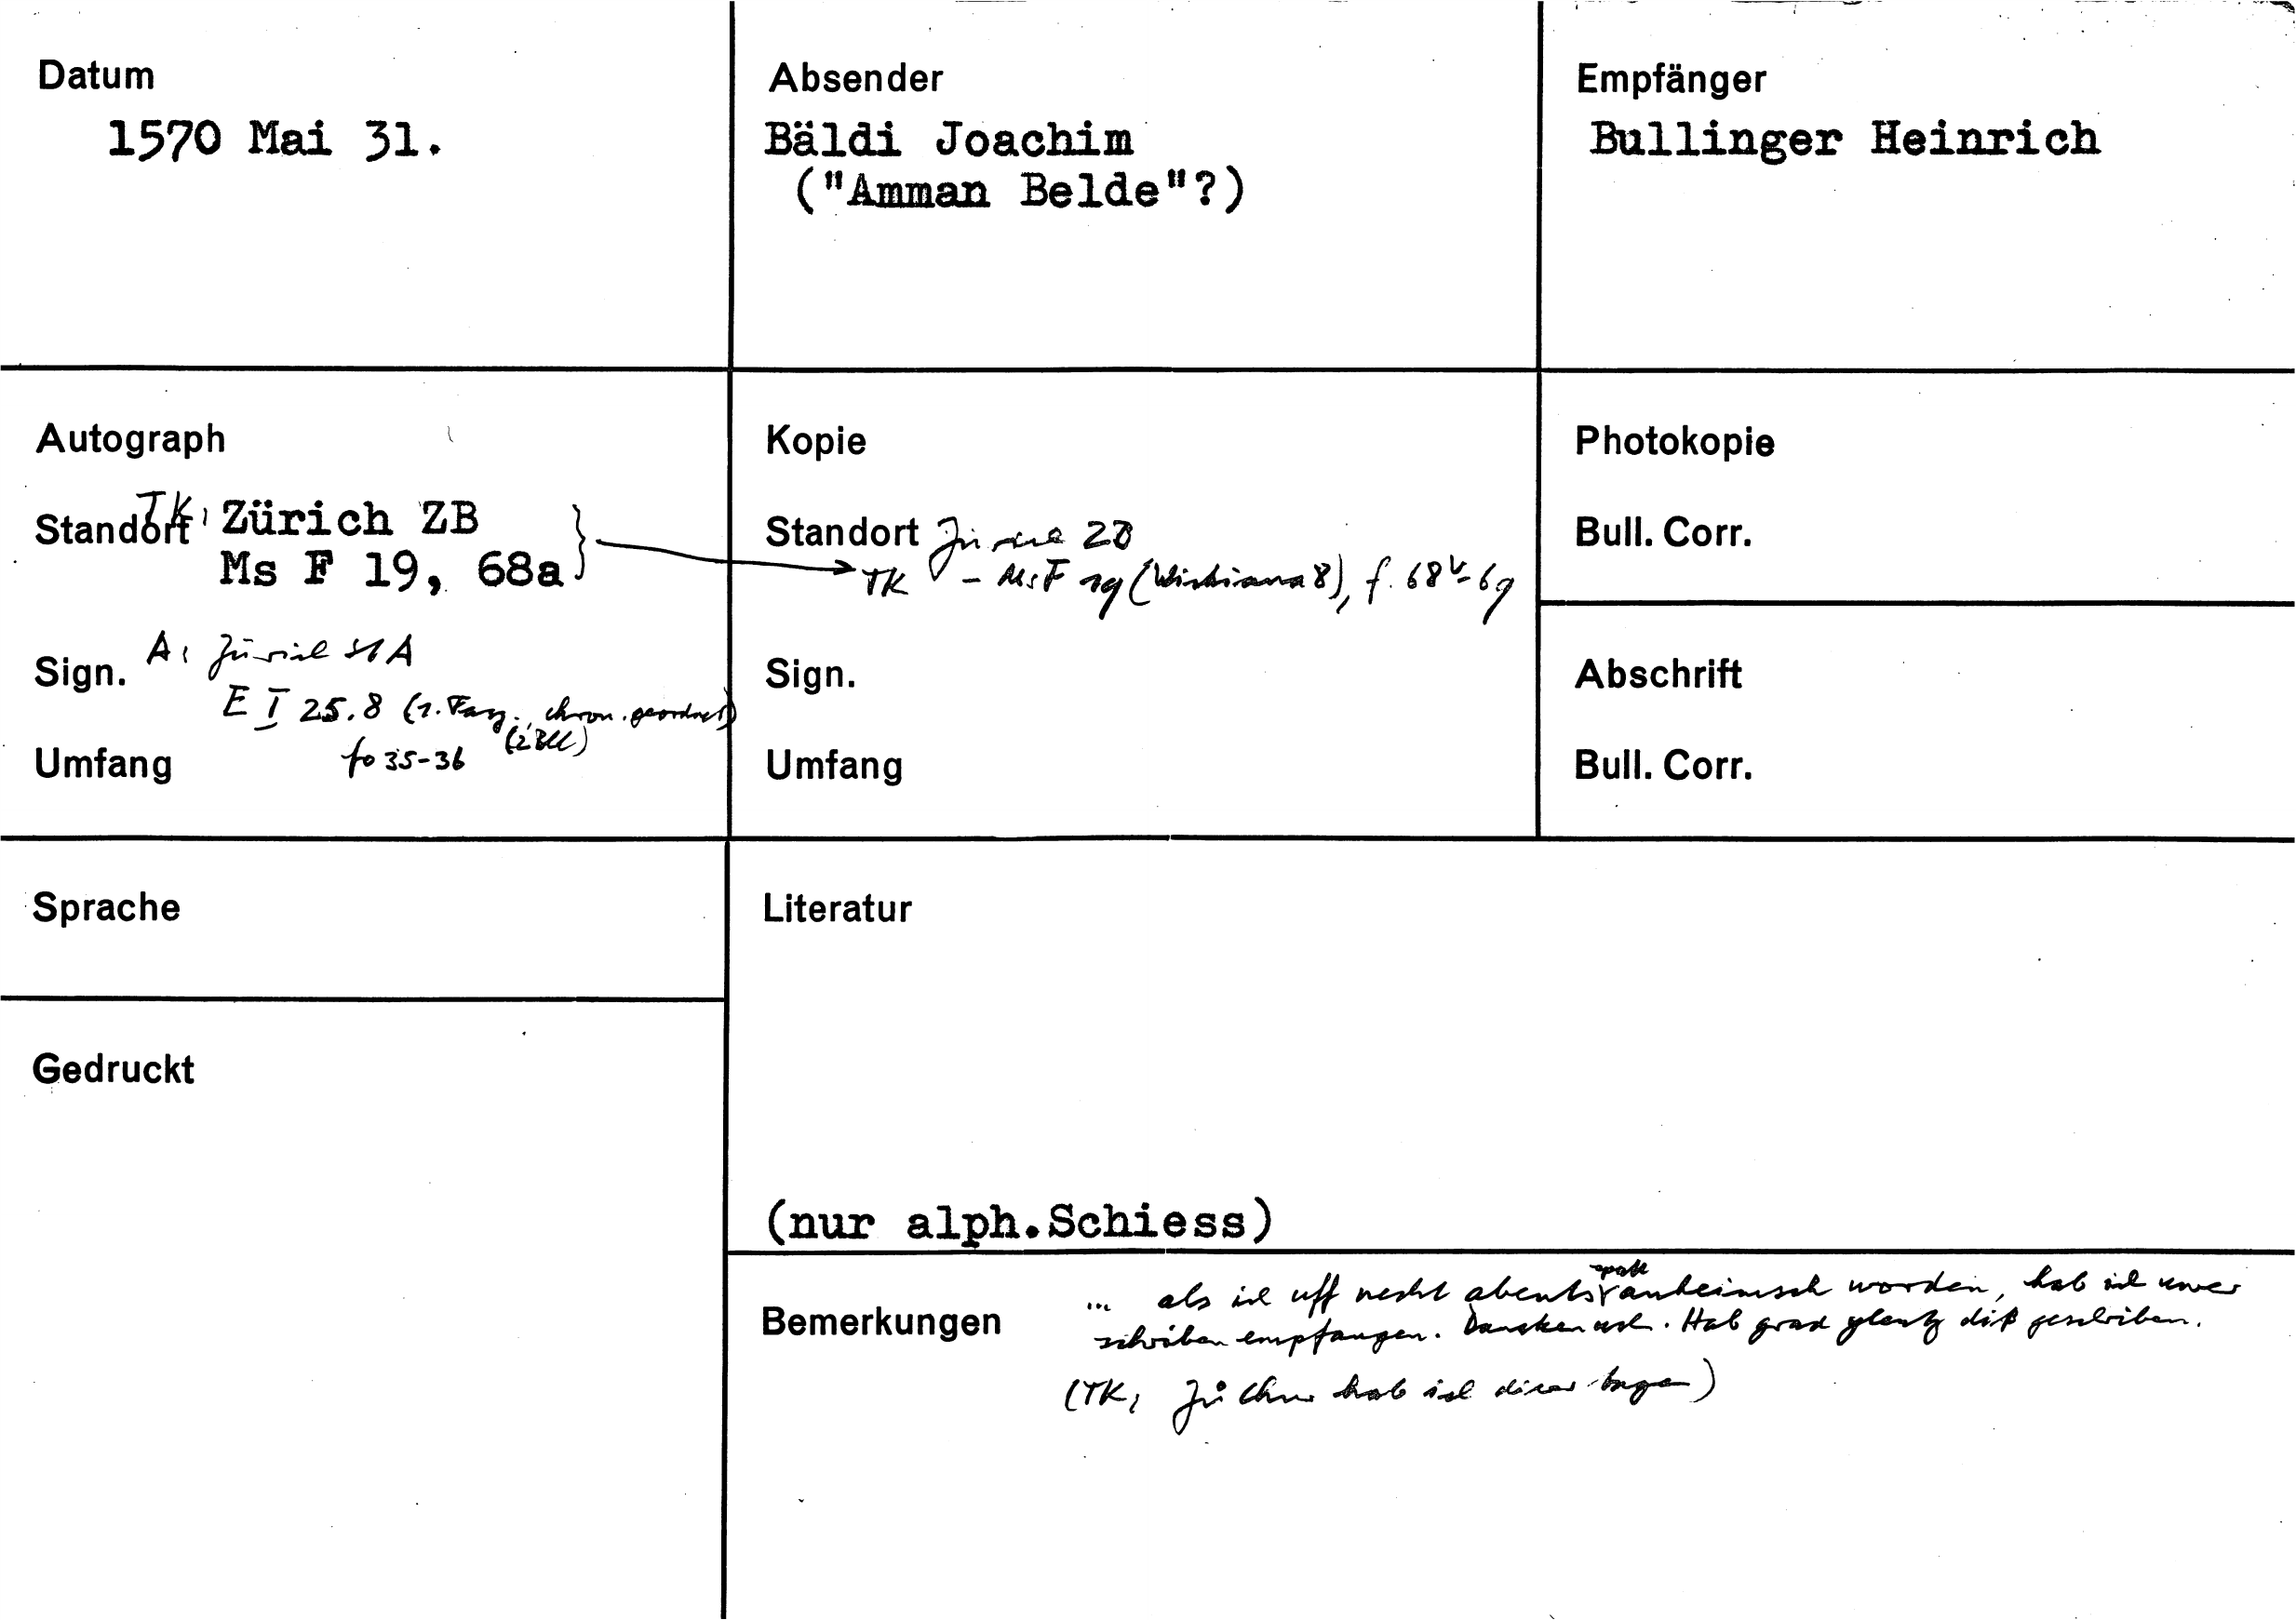 Datum
1570 Mai 31.
Absender
Bäldi Joachim
("Amman Belde"?)
Empfänger
Bullinger Heinrich
Autograph
Standort TK: Zürich ZB
Ms F 19, 68a
Sign. A: Zürich StA
E I 25.8 (1. Fasz., chron. geordnet)
(2 Bll)
Umfang fo 35-36
Kopie
Standort Zürich ZB
TK - Ms F 19 (Wickiana 8), f. 68v-69
Sign.
Umfang
Photokopie
Bull. Corr.
Abschrift
Bull. Corr.
Sprache
Gedruckt
Literatur
(nur alph.Schiess)
Bemerkungen
... als ich uff necht abents spatt anheimsch worden, hab ich uwer
schriben empfangen. Dancken uch. Hab grad glentz diß geschriben.
(TK: Zů Chur hab ich diser tagen)